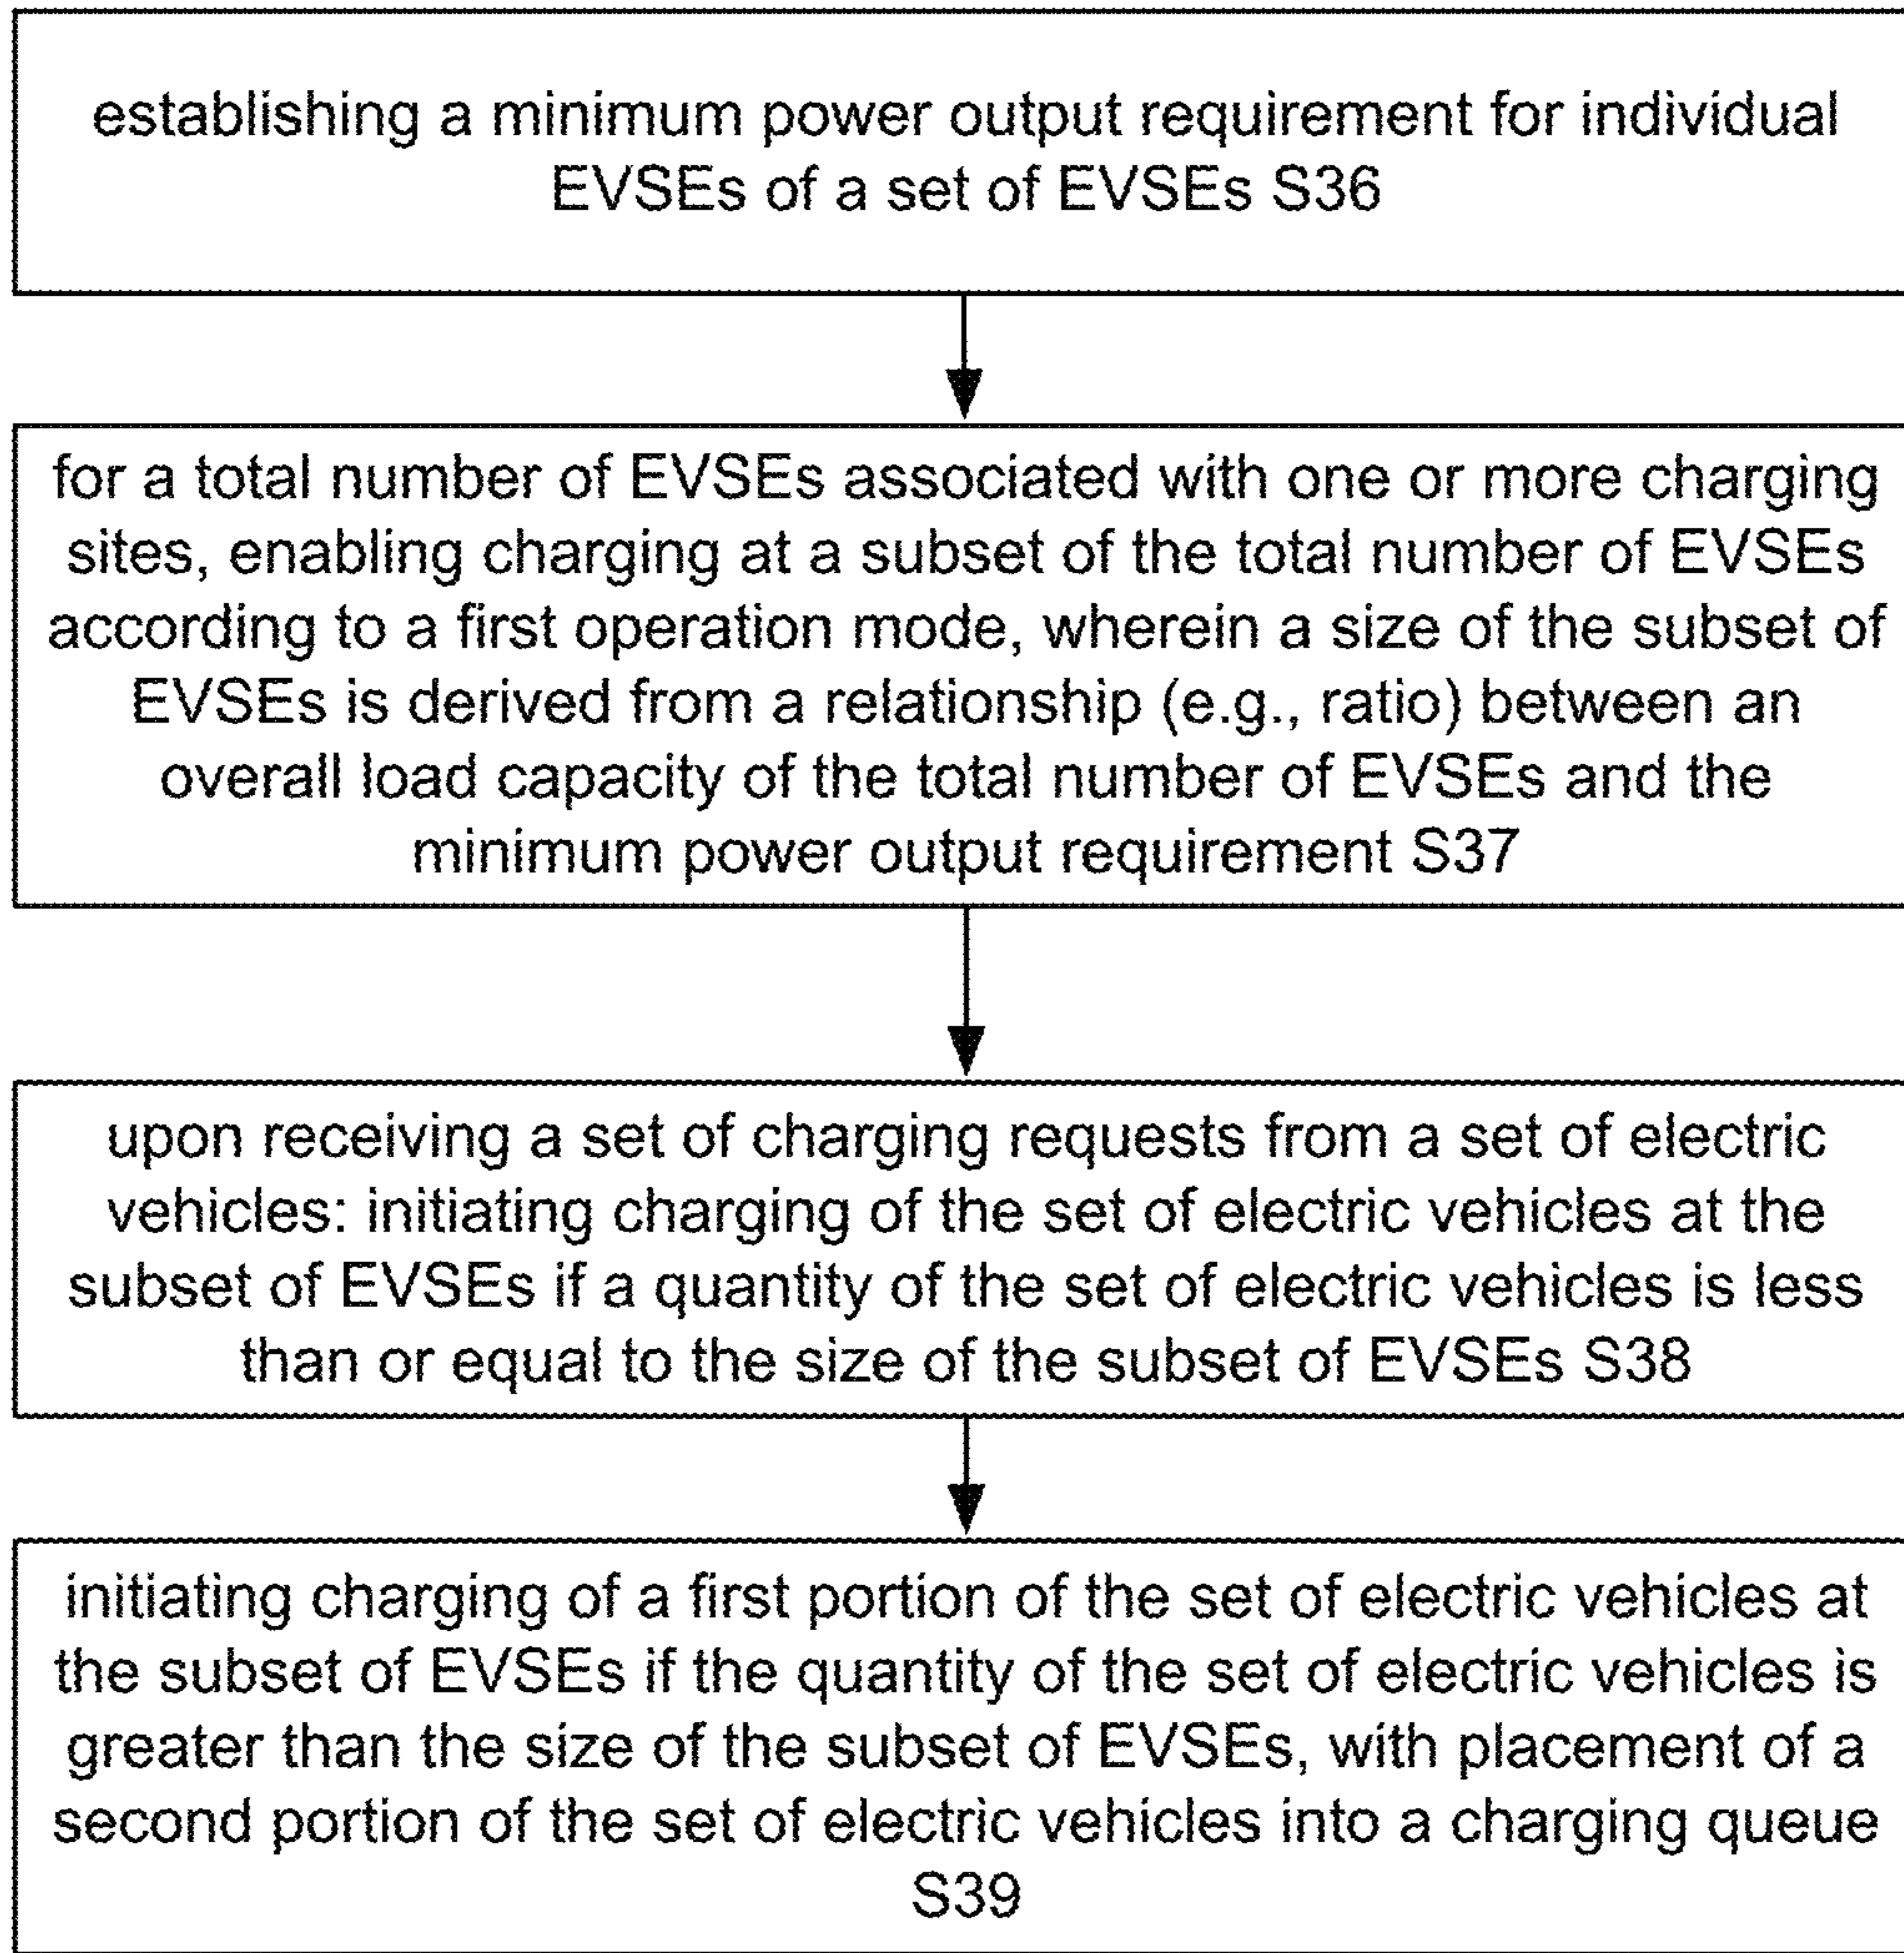 establishing a minimum power output requirement for individual
EVSEs of a set of EVSEs S36
for a total number of EVSEs associated with one or more charging
sites, enabling charging at a subset of the total number of EVSEs
according to a first operation mode, wherein a size of the subset of
EVSEs is derived from a relationship (e.g., ratio) between an
overall load capacity of the total number of EVSEs and the
minimum power output requirement S37
upon receiving a set of charging requests from a set of electric
vehicles: initiating charging of the set of electric vehicles at the
subset of EVSEs if a quantity of the set of electric vehicles is less
than or equal to the size of the subset of EVSEs S38
initiating charging of a first portion of the set of electric vehicles at
the subset of EVSEs if the quantity of the set of electric vehicles is
greater than the size of the subset of EVSEs, with placement of a
second portion of the set of electric vehicles into a charging queue
S39